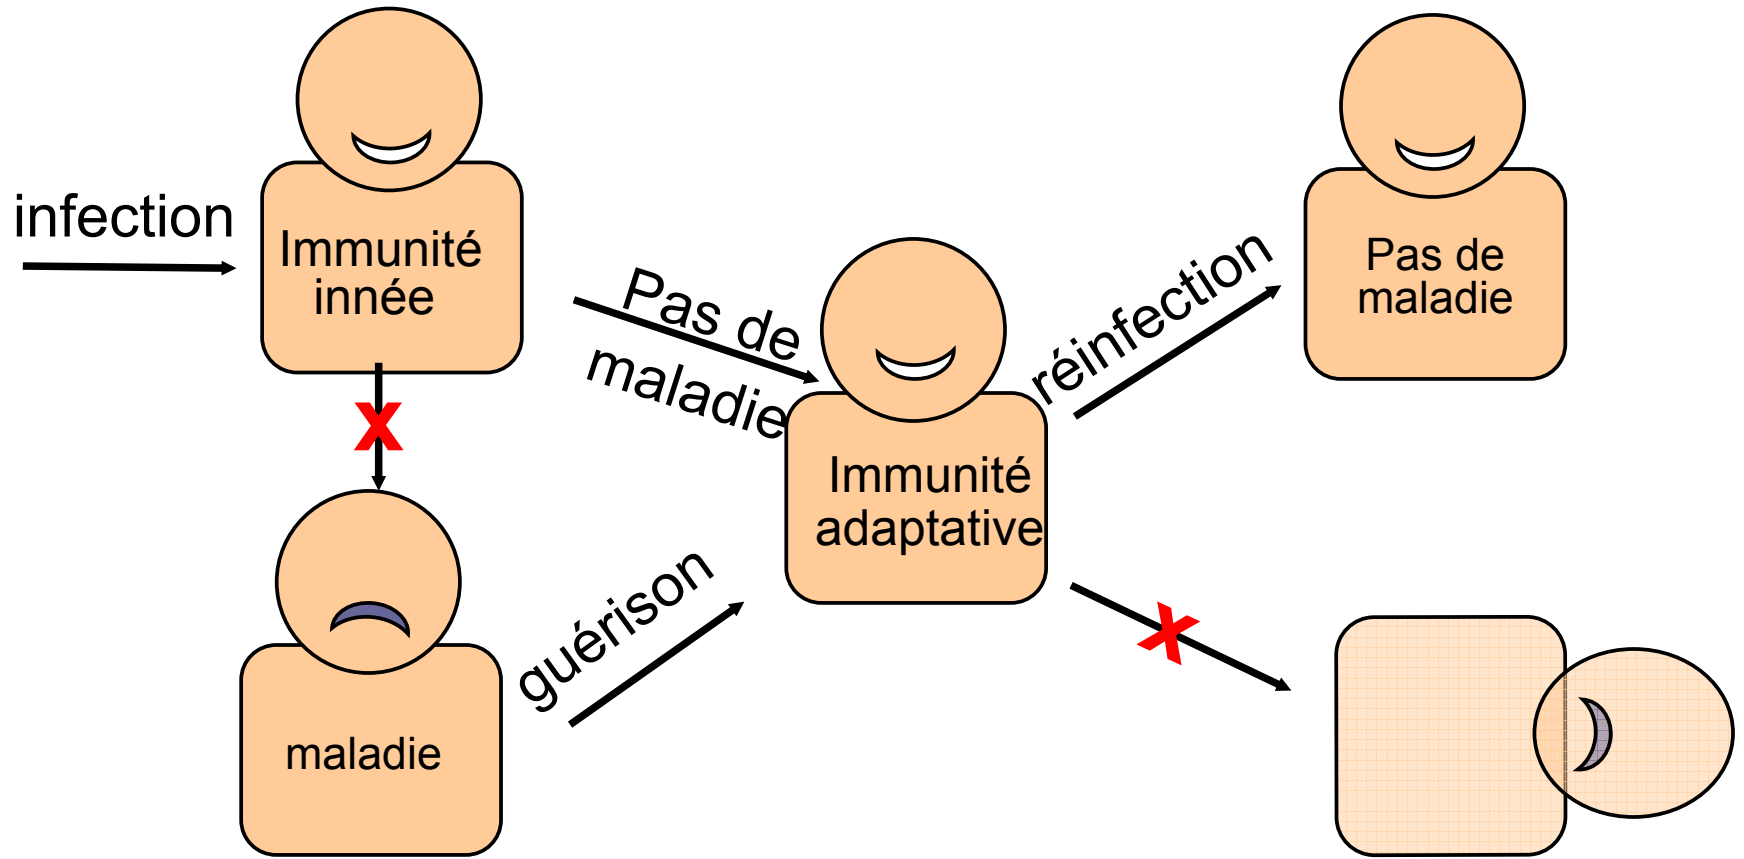 infection
Immunité
innée
Pas de
maladie
Immunité
adaptative
réinfection
Pas de
maladie
X
maladie
guérison
X